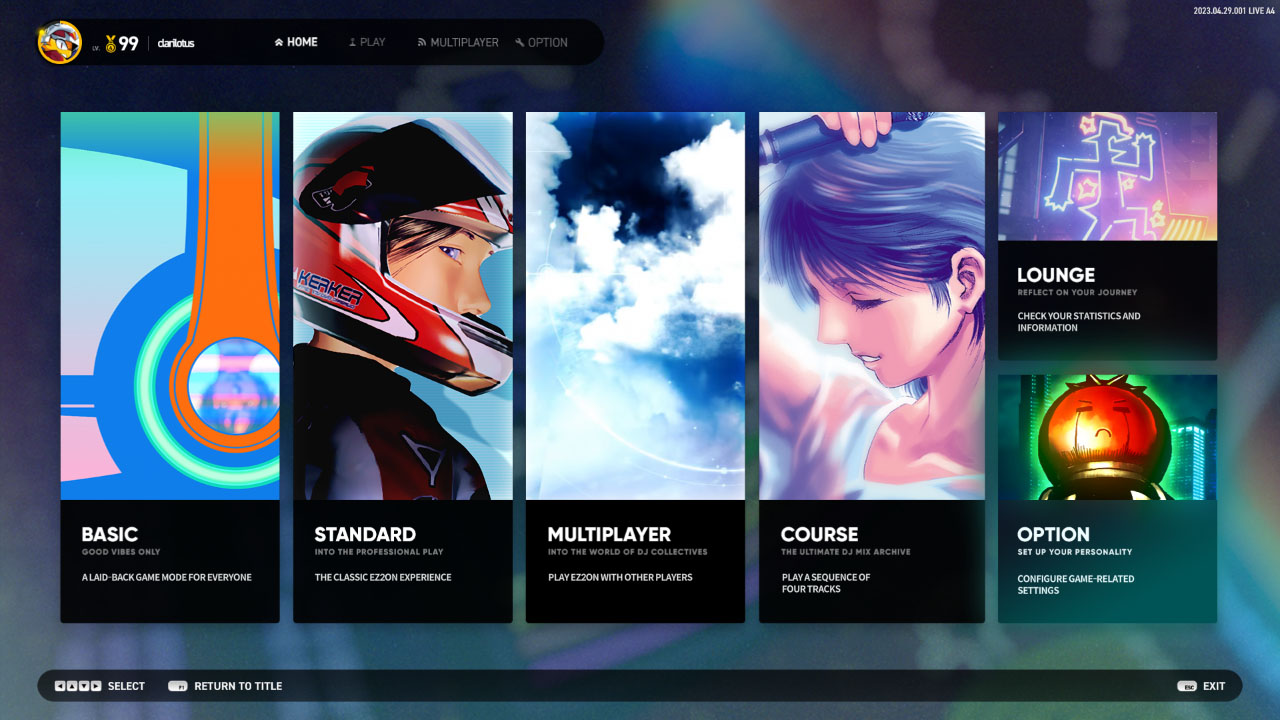 2023.04.29.001 LIVE A4
LV. 99 darilotus
HOME PLAY MULTIPLAYER OPTION
KERKER
BASIC
GOOD VIBES ONLY
A LAID-BACK GAME MODE FOR EVERYONE
STANDARD
INTO THE PROFESSIONAL PLAY
THE CLASSIC EZ2ON EXPERIENCE
MULTIPLAYER
INTO THE WORLD OF DJ COLLECTIVES
PLAY EZ2ON WITH OTHER PLAYERS
COURSE
THE ULTIMATE DJ MIX ARCHIVE
PLAY A SEQUENCE OF
FOUR TRACKS
LOUNGE
REFLECT ON YOUR JOURNEY
CHECK YOUR STATISTICS AND
INFORMATION
OPTION
SET UP YOUR PERSONALITY
CONFIGURE GAME-RELATED
SETTINGS
SELECT F1 RETURN TO TITLE
ESC EXIT